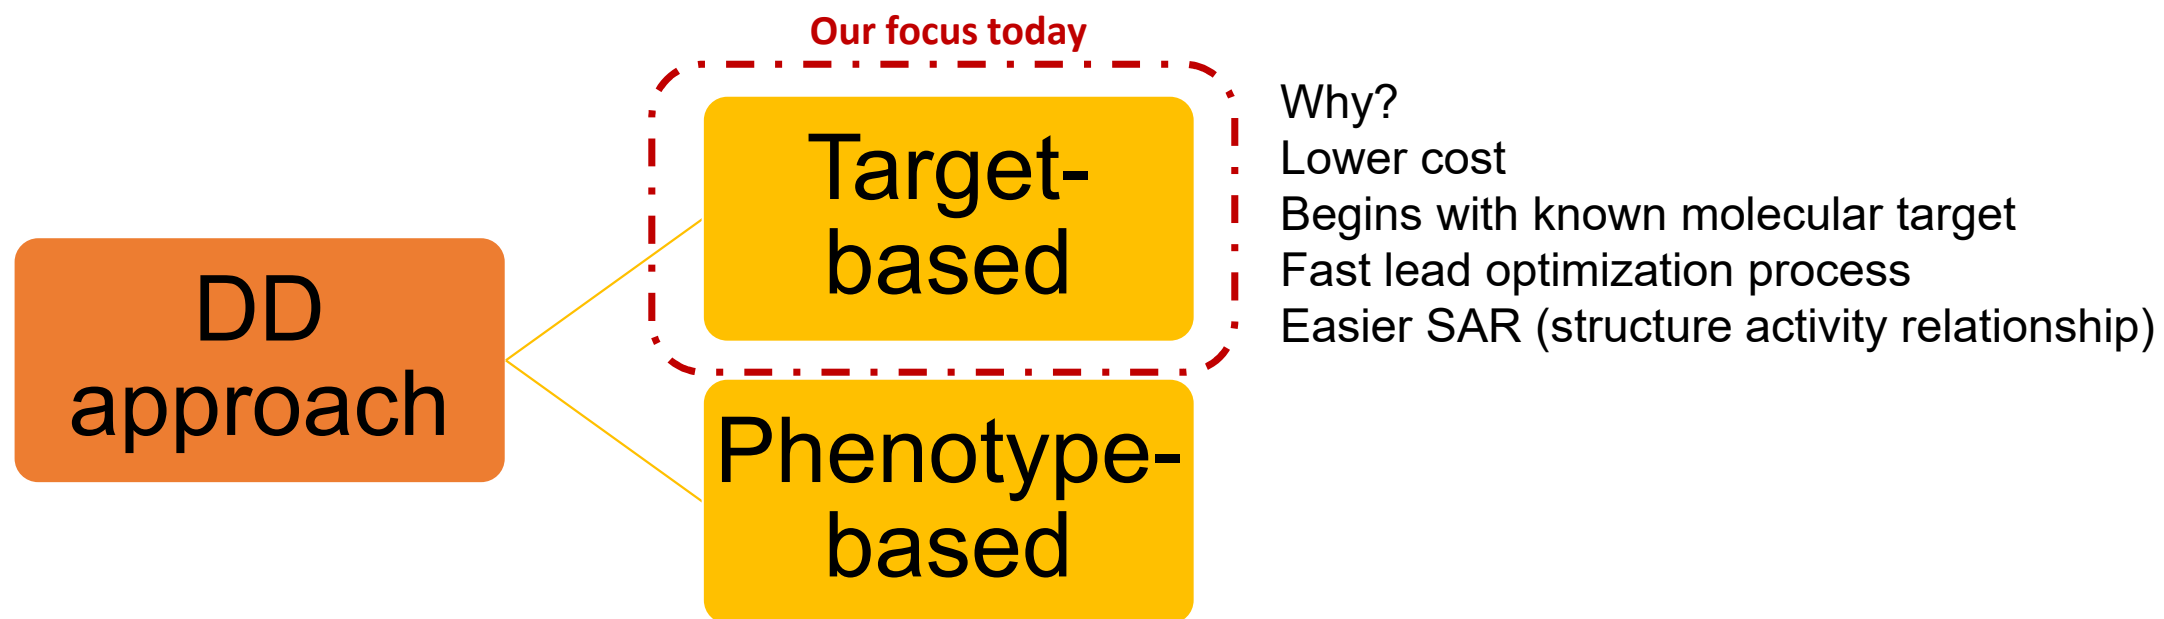 Our focus today
DD
approach
Target-
based
Phenotype-
based
Why?
Lower cost
Begins with known molecular target
Fast lead optimization process
Easier SAR (structure activity relationship)